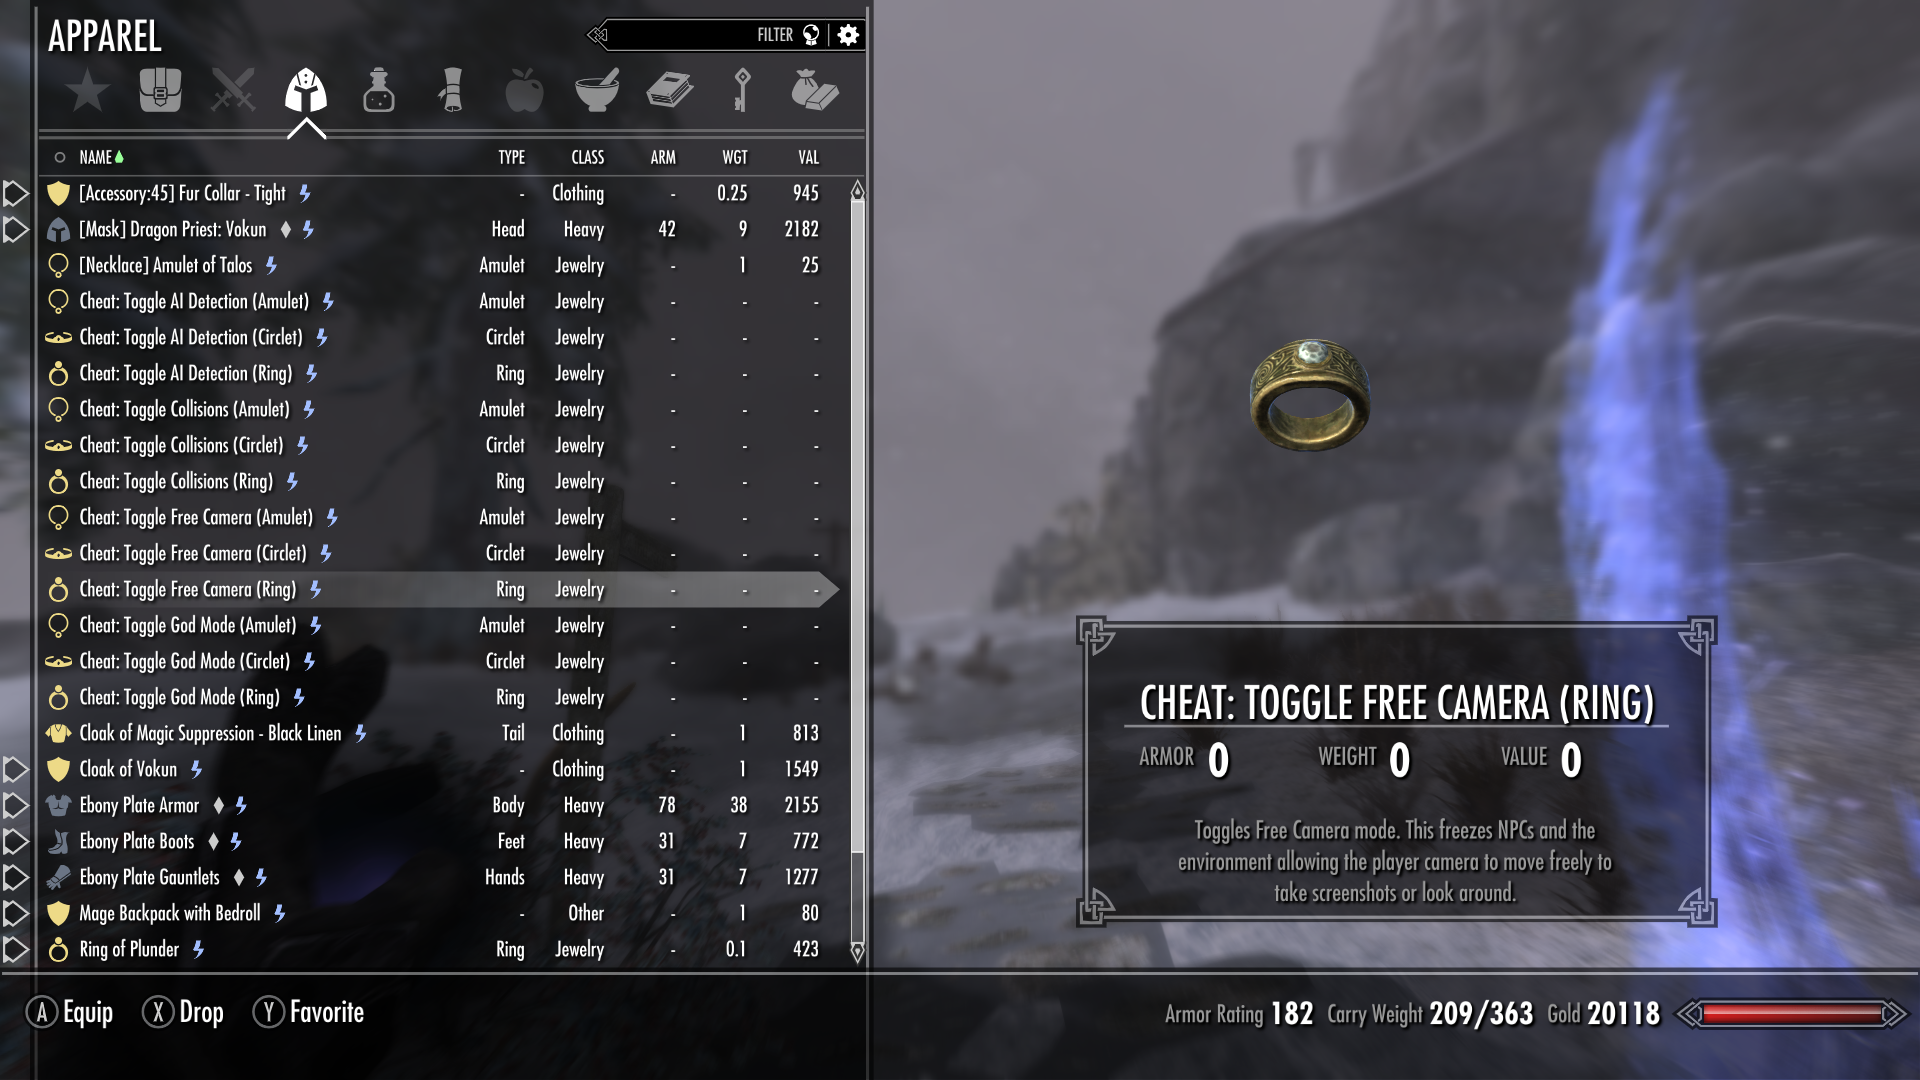 APPAREL
FILTER
NAME TYPE CLASS ARM WGT VAL
[Accessory:45] Fur Collar - Tight - Clothing - 0.25 945
[Mask] Dragon Priest: Vokun Head Heavy 42 9 2182
[Necklace] Amulet of Talos Amulet Jewelry - 1 25
Cheat: Toggle AI Detection (Amulet) Amulet Jewelry - - -
Cheat: Toggle AI Detection (Circlet) Circlet Jewelry - - -
Cheat: Toggle AI Detection (Ring) Ring Jewelry - - -
Cheat: Toggle Collisions (Amulet) Amulet Jewelry - - -
Cheat: Toggle Collisions (Circlet) Circlet Jewelry - - -
Cheat: Toggle Collisions (Ring) Ring Jewelry - - -
Cheat: Toggle Free Camera (Amulet) Amulet Jewelry - - -
Cheat: Toggle Free Camera (Circlet) Circlet Jewelry - - -
Cheat: Toggle Free Camera (Ring) Ring Jewelry - - -
Cheat: Toggle God Mode (Amulet) Amulet Jewelry - - -
Cheat: Toggle God Mode (Circlet) Circlet Jewelry - - -
Cheat: Toggle God Mode (Ring) Ring Jewelry - - -
Cloak of Magic Suppression - Black Linen Tail Clothing - 1 813
Cloak of Vokun - Clothing - 1 1549
Ebony Plate Armor Body Heavy 78 38 2155
Ebony Plate Boots Feet Heavy 31 7 772
Ebony Plate Gauntlets Hands Heavy 31 7 1277
Mage Backpack with Bedroll - Other - 1 80
Ring of Plunder Ring Jewelry - 0.1 423
CHEAT: TOGGLE FREE CAMERA (RING)
ARMOR 0 WEIGHT 0 VALUE 0
Toggles Free Camera mode. This freezes NPCs and the
environment allowing the player camera to move freely to
take screenshots or look around.
A Equip X Drop Y Favorite
Armor Rating 182 Carry Weight 209/363 Gold 20118